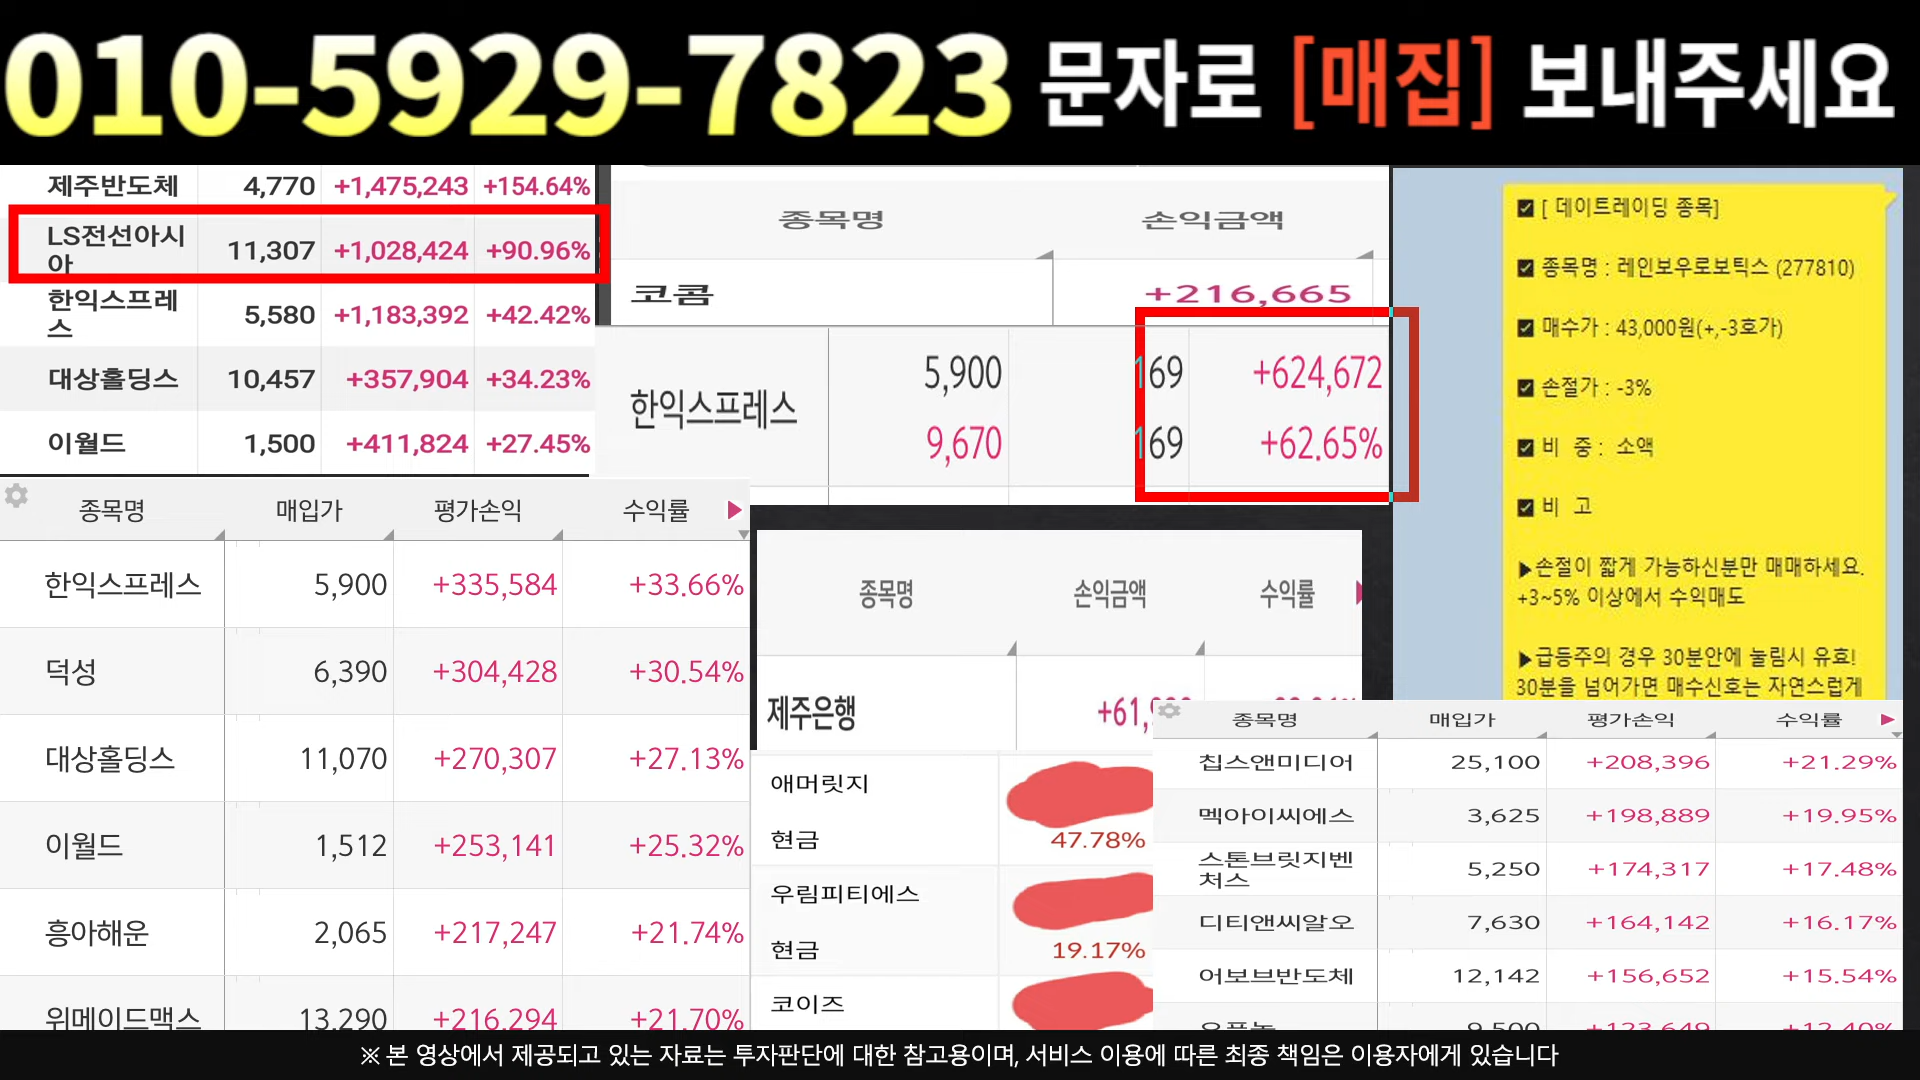 010-5929-7823 문자로 [매집] 보내주세요
제주반도체 4,770 +1,475,243 +154.64%
LS전선아시아 11,307 +1,028,424 +90.96%
한익스프레스 5,580 +1,183,392 +42.42%
대상홀딩스 10,457 +357,904 +34.23%
이월드 1,500 +411,824 +27.45%
종목명 손익금액
코콤 +216,665
한익스프레스 5,900 169 +624,672
9,670 169 +62.65%
[ 데이트레이딩 종목]
종목명 : 레인보우로보틱스 (277810)
매수가 : 43,000원(+,-3호가)
손절가 : -3%
비 중 : 소액
비 고
▶손절이 짧게 가능하신분만 매매하세요.
+3~5% 이상에서 수익매도
▶급등주의 경우 30분안에 눌림시 유효!
30분을 넘어가면 매수신호는 자연스럽게
종목명 매입가 평가손익 수익률
한익스프레스 5,900 +335,584 +33.66%
덕성 6,390 +304,428 +30.54%
대상홀딩스 11,070 +270,307 +27.13%
이월드 1,512 +253,141 +25.32%
흥아해운 2,065 +217,247 +21.74%
위메이드맥스 13,290 +216,294 +21.70%
종목명 손익금액 수익률
제주은행 +61,
애머릿지
현금 47.78%
우림피티에스
현금 19.17%
코이즈
종목명 매입가 평가손익 수익률
칩스앤미디어 25,100 +208,396 +21.29%
멕아이씨에스 3,625 +198,889 +19.95%
스톤브릿지벤처스 5,250 +174,317 +17.48%
디티앤씨알오 7,630 +164,142 +16.17%
어보브반도체 12,142 +156,652 +15.54%
※ 본 영상에서 제공되고 있는 자료는 투자판단에 대한 참고용이며, 서비스 이용에 따른 최종 책임은 이용자에게 있습니다